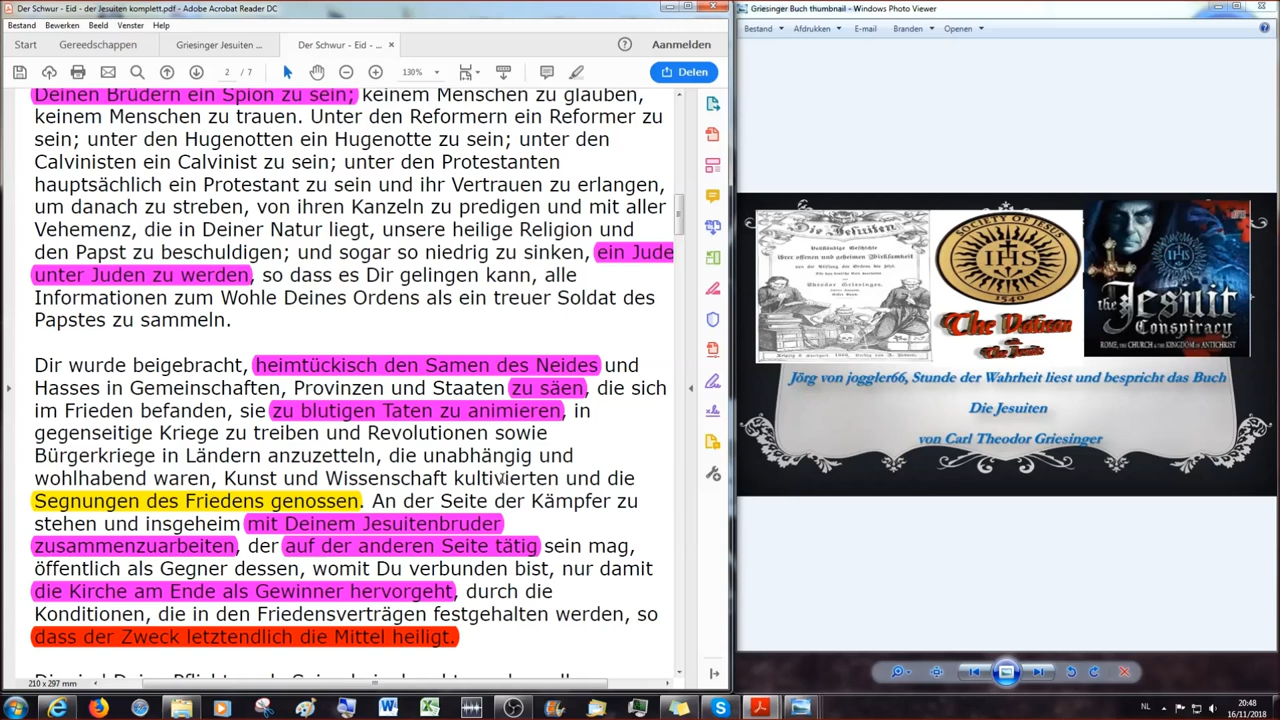 Der Schwur - Eid - der Jesuiten komplett.pdf - Adobe Acrobat Reader DC
Bestand Bewerken Beeld Venster Help
Start Gereedschappen Griesinger Jesuiten ... Der Schwur - Eid - ... × Aanmelden
2 / 7 130% Delen
Deinen Brüdern ein Spion zu sein; keinem Menschen zu glauben,
keinem Menschen zu trauen. Unter den Reformern ein Reformer zu
sein; unter den Hugenotten ein Hugenotte zu sein; unter den
Calvinisten ein Calvinist zu sein; unter den Protestanten
hauptsächlich ein Protestant zu sein und ihr Vertrauen zu erlangen,
um danach zu streben, von ihren Kanzeln zu predigen und mit aller
Vehemenz, die in Deiner Natur liegt, unsere heilige Religion und
den Papst zu beschuldigen; und sogar so niedrig zu sinken, ein Jude
unter Juden zu werden, so dass es Dir gelingen kann, alle
Informationen zum Wohle Deines Ordens als ein treuer Soldat des
Papstes zu sammeln.
Dir wurde beigebracht, heimtückisch den Samen des Neides und
Hasses in Gemeinschaften, Provinzen und Staaten zu säen, die sich
im Frieden befanden, sie zu blutigen Taten zu animieren, in
gegenseitige Kriege zu treiben und Revolutionen sowie
Bürgerkriege in Ländern anzuzetteln, die unabhängig und
wohlhabend waren, Kunst und Wissenschaft kultivierten und die
Segnungen des Friedens genossen. An der Seite der Kämpfer zu
stehen und insgeheim mit Deinem Jesuitenbruder
zusammenzuarbeiten, der auf der anderen Seite tätig sein mag,
öffentlich als Gegner dessen, womit Du verbunden bist, nur damit
die Kirche am Ende als Gewinner hervorgeht, durch die
Konditionen, die in den Friedensverträgen festgehalten werden, so
dass der Zweck letztendlich die Mittel heiligt.
210 x 297 mm
Griesinger Buch thumbnail - Windows Photo Viewer
Bestand Afdrukken E-mail Branden Openen
Die Jesuiten
SOCIETY OF JESUS
IHS
1540
The Vatican
and The Jesuits
IHS
the Jesuit
Conspiracy
ROME, THE CHURCH & THE KINGDOM OF ANTICHRIST
Jörg von joggler66, Stunde der Wahrheit liest und bespricht das Buch
Die Jesuiten
von Carl Theodor Griesinger
NL 20:48
16/11/2018